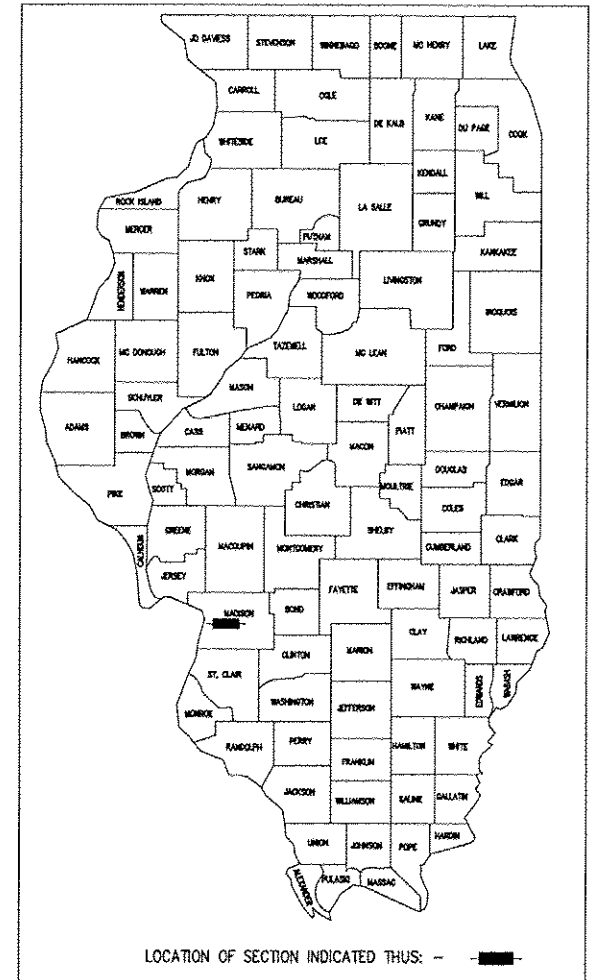 JO DAVIESS STEVENSON WINNEBAGO BOONE MC HENRY LAKE
CARROLL OGLE DE KALB KANE DU PAGE COOK
WHITESIDE LEE
KENDALL WILL
ROCK ISLAND HENRY BUREAU LA SALLE GRUNDY
MERCER PUTNAM
STARK MARSHALL KANKAKEE
HENDERSON WARREN KNOX PEORIA WOODFORD LIVINGSTON
IROQUOIS
HANCOCK MC DONOUGH FULTON TAZEWELL MC LEAN FORD
SCHUYLER MASON LOGAN DE WITT CHAMPAIGN VERMILION
ADAMS BROWN CASS MENARD PIATT
MORGAN SANGAMON MACON DOUGLAS EDGAR
PIKE SCOTT CHRISTIAN MOULTRIE COLES
CALHOUN GREENE MACOUPIN MONTGOMERY SHELBY CUMBERLAND CLARK
JERSEY FAYETTE EFFINGHAM JASPER CRAWFORD
MADISON BOND
CLAY RICHLAND LAWRENCE
CLINTON MARION
ST. CLAIR WAYNE EDWARDS WABASH
WASHINGTON JEFFERSON
MONROE
RANDOLPH PERRY HAMILTON WHITE
FRANKLIN
JACKSON WILLIAMSON SALINE GALLATIN
UNION JOHNSON POPE HARDIN
ALEXANDER PULASKI MASSAC
LOCATION OF SECTION INDICATED THUS: -